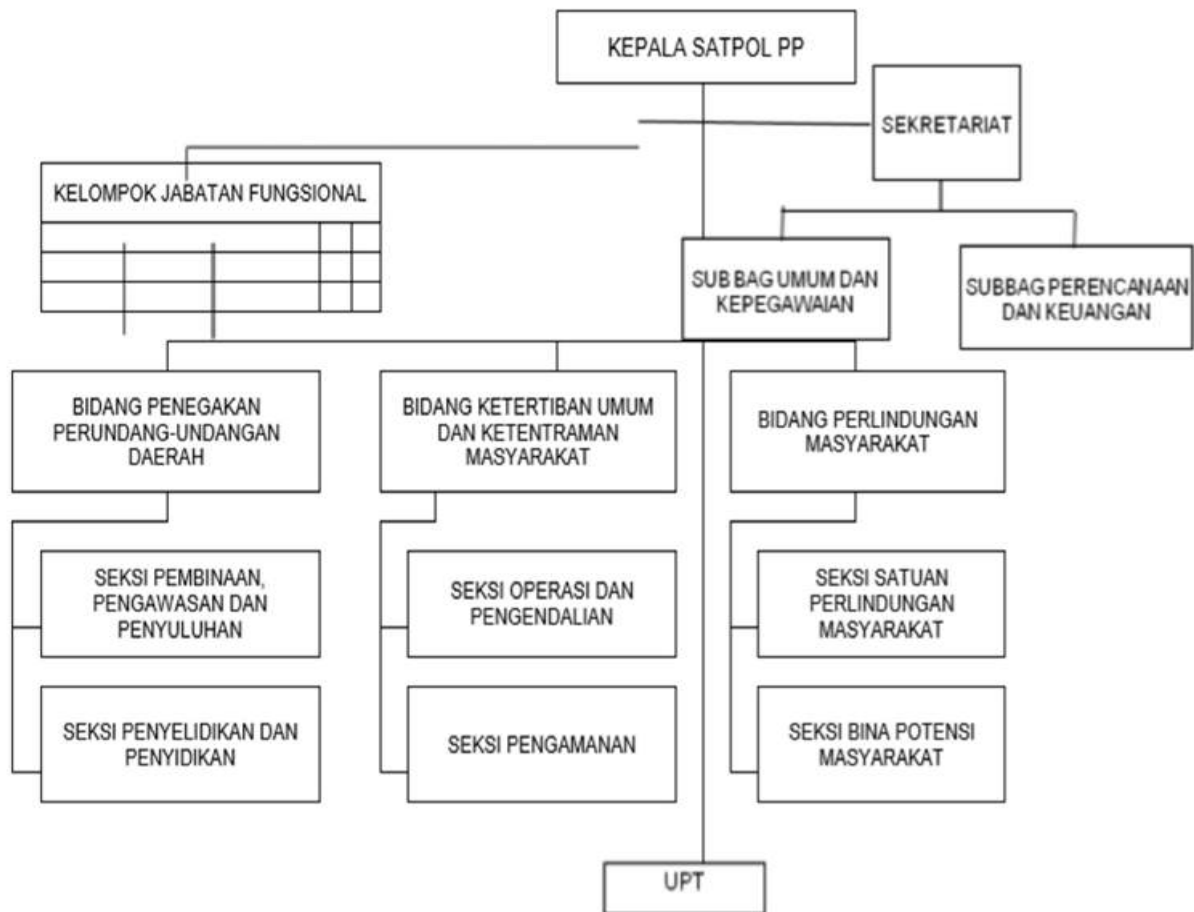 KEPALA SATPOL PP
SEKRETARIAT
KELOMPOK JABATAN FUNGSIONAL
SUB BAG UMUM DAN
KEPEGAWAIAN
SUBBAG PERENCANAAN
DAN KEUANGAN
BIDANG PENEGAKAN
PERUNDANG-UNDANGAN
DAERAH
BIDANG KETERTIBAN UMUM
DAN KETENTRAMAN
MASYARAKAT
BIDANG PERLINDUNGAN
MASYARAKAT
SEKSI PEMBINAAN,
PENGAWASAN DAN
PENYULUHAN
SEKSI OPERASI DAN
PENGENDALIAN
SEKSI SATUAN
PERLINDUNGAN
MASYARAKAT
SEKSI PENYELIDIKAN DAN
PENYIDIKAN
SEKSI PENGAMANAN
SEKSI BINA POTENSI
MASYARAKAT
UPT